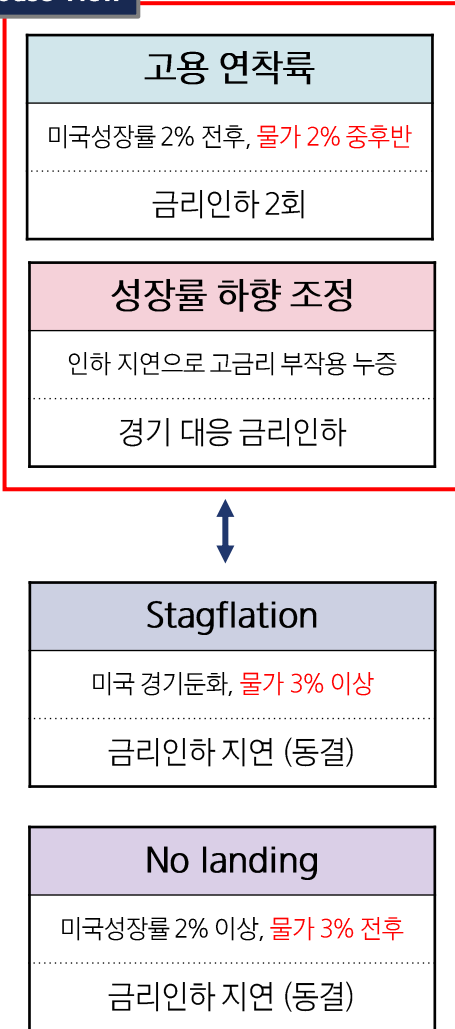 고용 연착륙
미국성장률 2% 전후, 물가 2% 중후반
금리인하 2회
성장률 하향 조정
인하 지연으로 고금리 부작용 누증
경기 대응 금리인하
Stagflation
미국 경기둔화, 물가 3% 이상
금리인하 지연 (동결)
No landing
미국성장률 2% 이상, 물가 3% 전후
금리인하 지연 (동결)